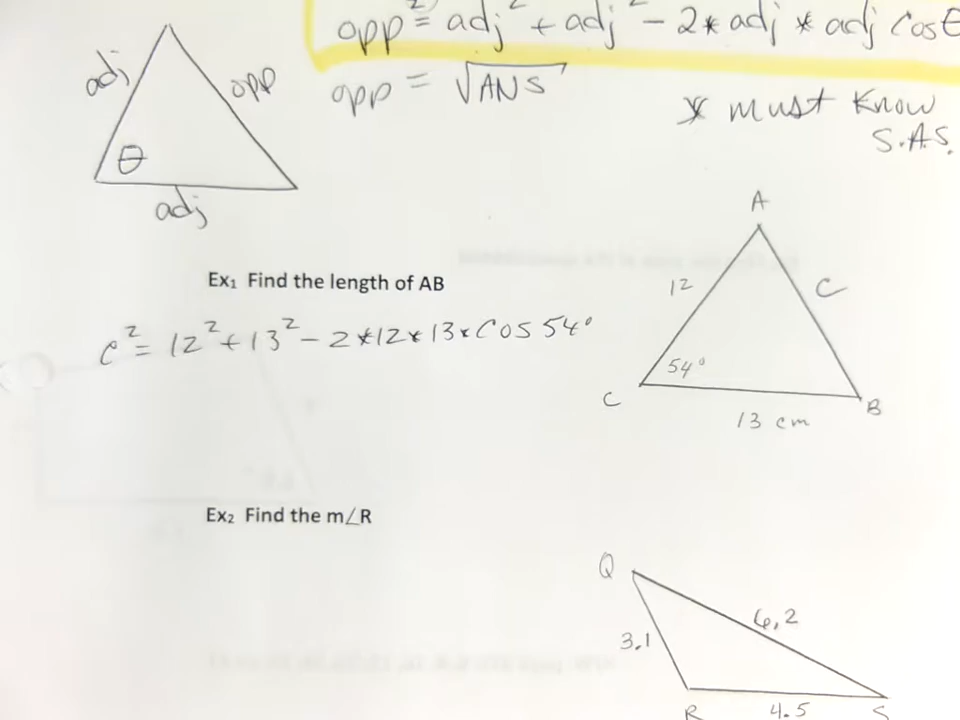 opp² = adj² + adj² - 2* adj * adj Cosθ
adj
opp
opp = √ANS
* must know
S.A.S.
θ
adj
A
Ex₁ Find the length of AB
12
C
c² = 12² + 13² - 2*12*13*Cos 54°
54°
C
B
13 cm
Ex₂ Find the m∠R
Q
6,2
3.1
R
4.5
S